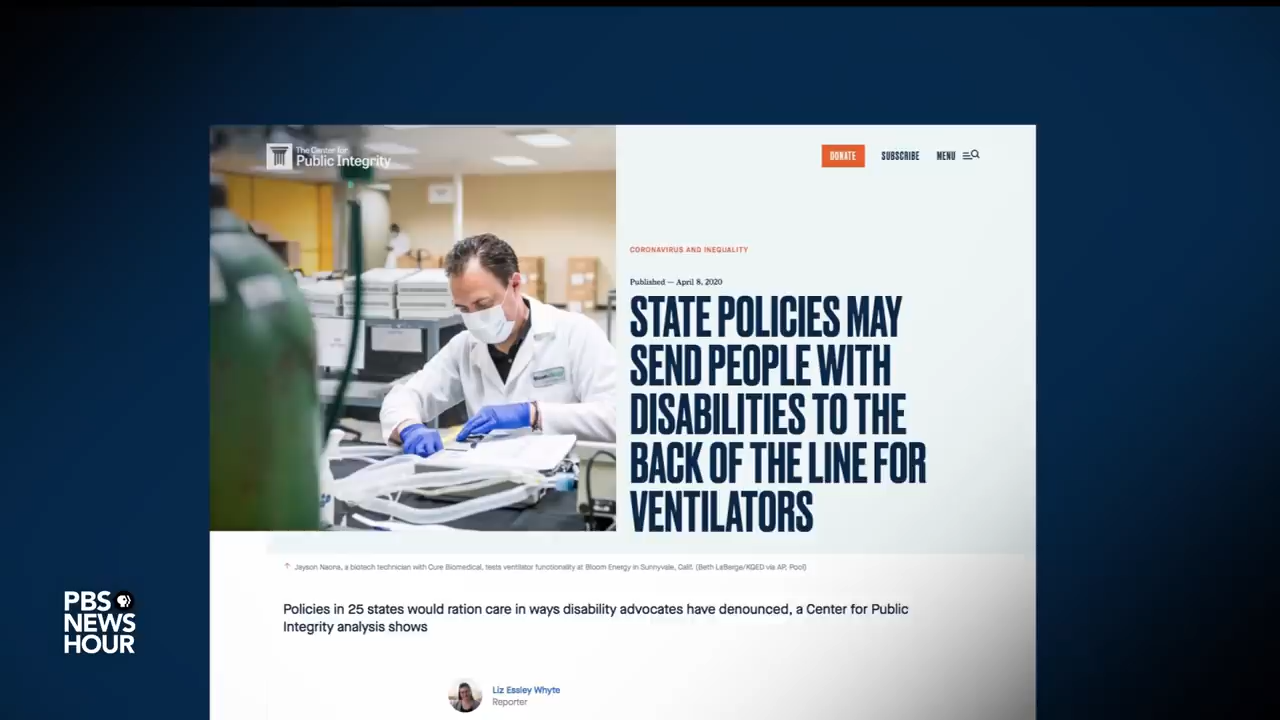 The Center for
Public Integrity
DONATE
SUBSCRIBE
MENU
CORONAVIRUS AND INEQUALITY
Published — April 8, 2020
STATE POLICIES MAY
SEND PEOPLE WITH
DISABILITIES TO THE
BACK OF THE LINE FOR
VENTILATORS
Jayson Naona, a biotech technician with Cure Biomedical, tests ventilator functionality at Bloom Energy in Sunnyvale, Calif. (Beth LaBerge/KQED via AP, Pool)
Policies in 25 states would ration care in ways disability advocates have denounced, a Center for Public
Integrity analysis shows
Liz Essley Whyte
Reporter
PBS
NEWS
HOUR